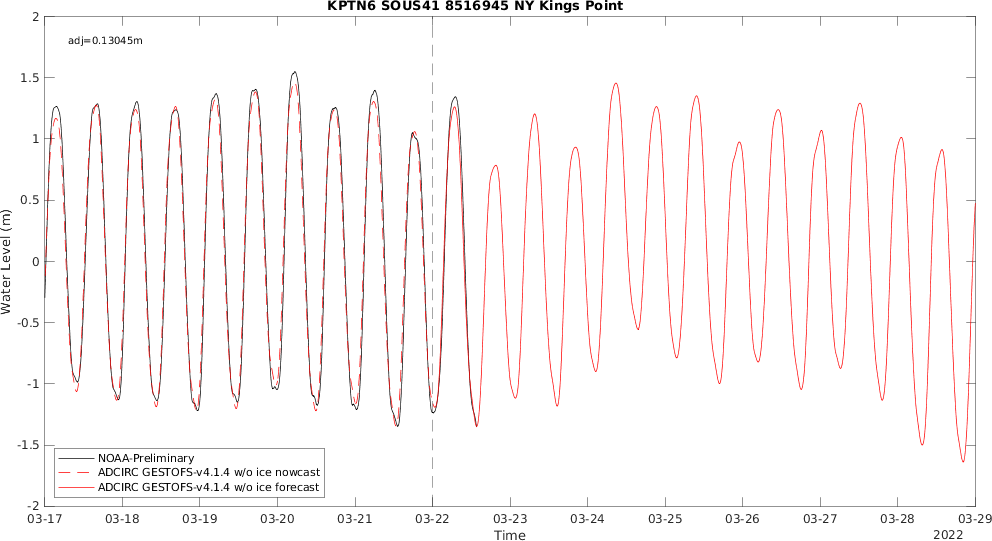 KPTN6 SOUS41 8516945 NY Kings Point
adj=0.13045m
Water Level (m)
2
1.5
1
0.5
0
-0.5
-1
-1.5
-2
NOAA-Preliminary
ADCIRC GESTOFS-v4.1.4 w/o ice nowcast
ADCIRC GESTOFS-v4.1.4 w/o ice forecast
03-17 03-18 03-19 03-20 03-21 03-22 03-23 03-24 03-25 03-26 03-27 03-28 03-29
Time
2022